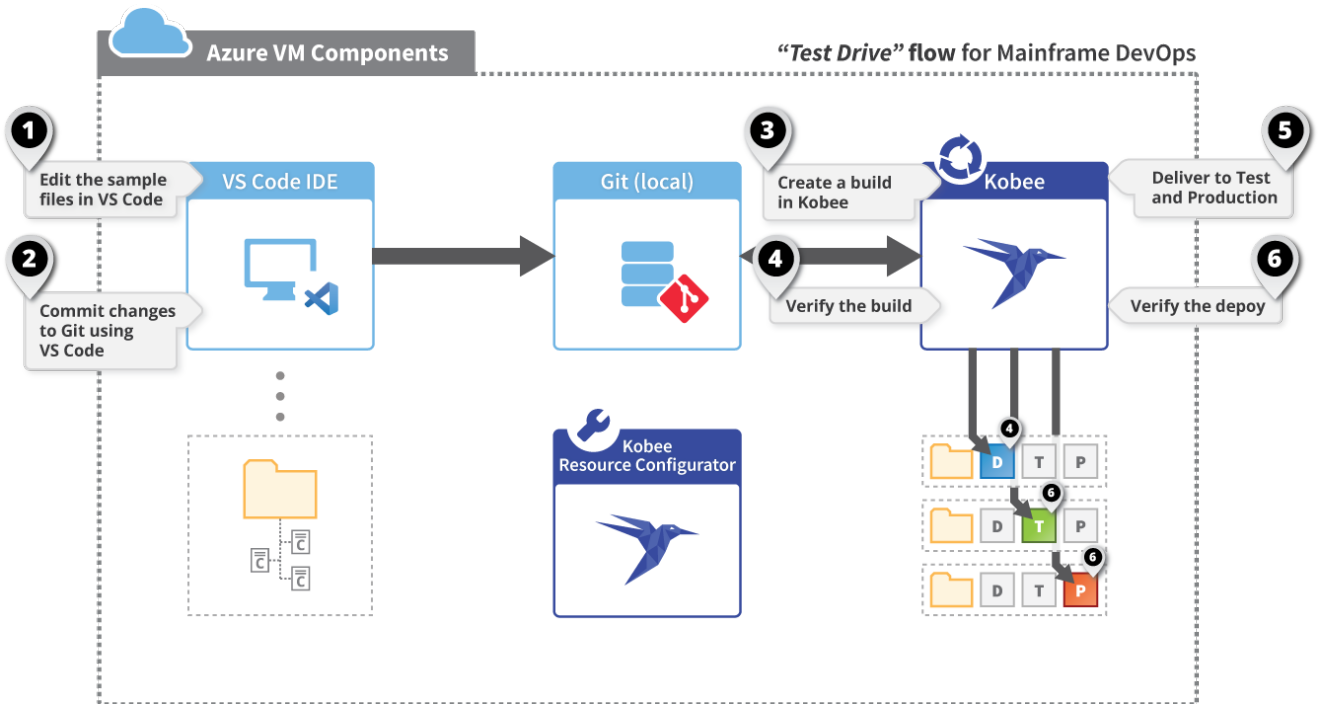 Azure VM Components
“Test Drive” flow for Mainframe DevOps
1
Edit the sample
files in VS Code
VS Code IDE
2
Commit changes
to Git using
VS Code
Git (local)
3
Create a build
in Kobee
4
Verify the build
Kobee
5
Deliver to Test
and Production
6
Verify the depoy
C
C
C
Kobee
Resource Configurator
4
D T P
6
D T P
6
D T P